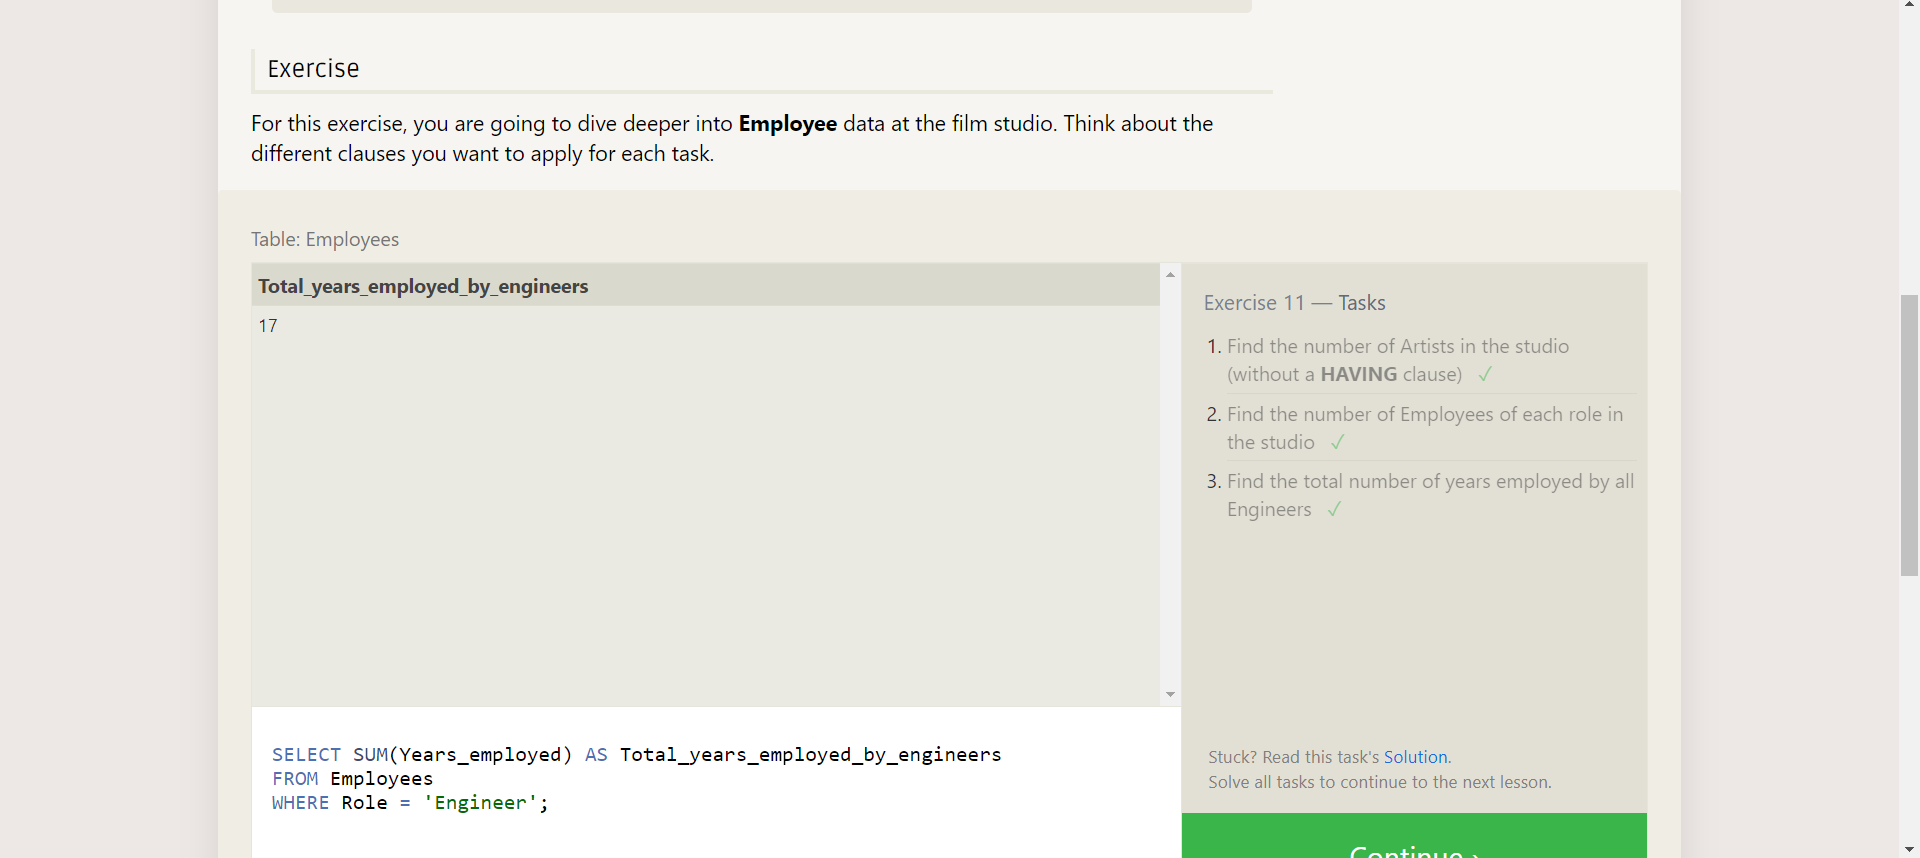 Exercise
For this exercise, you are going to dive deeper into Employee data at the film studio. Think about the
different clauses you want to apply for each task.
Table: Employees
Total_years_employed_by_engineers
17
Exercise 11 — Tasks
1. Find the number of Artists in the studio
(without a HAVING clause) ✓
2. Find the number of Employees of each role in
the studio ✓
3. Find the total number of years employed by all
Engineers ✓
SELECT SUM(Years_employed) AS Total_years_employed_by_engineers
FROM Employees
WHERE Role = 'Engineer';
Stuck? Read this task's Solution.
Solve all tasks to continue to the next lesson.
Continue ›